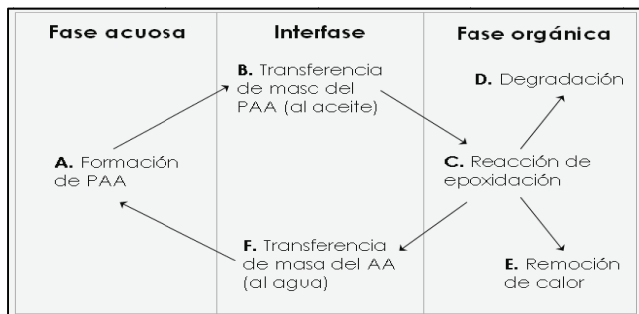 Fase acuosa
Interfase
Fase orgánica
B. Transferencia
de masc del
PAA (al aceite)
D. Degradación
A. Formación
de PAA
C. Reacción de
epoxidación
F. Transferencia
de masa del AA
(al agua)
E. Remoción
de calor